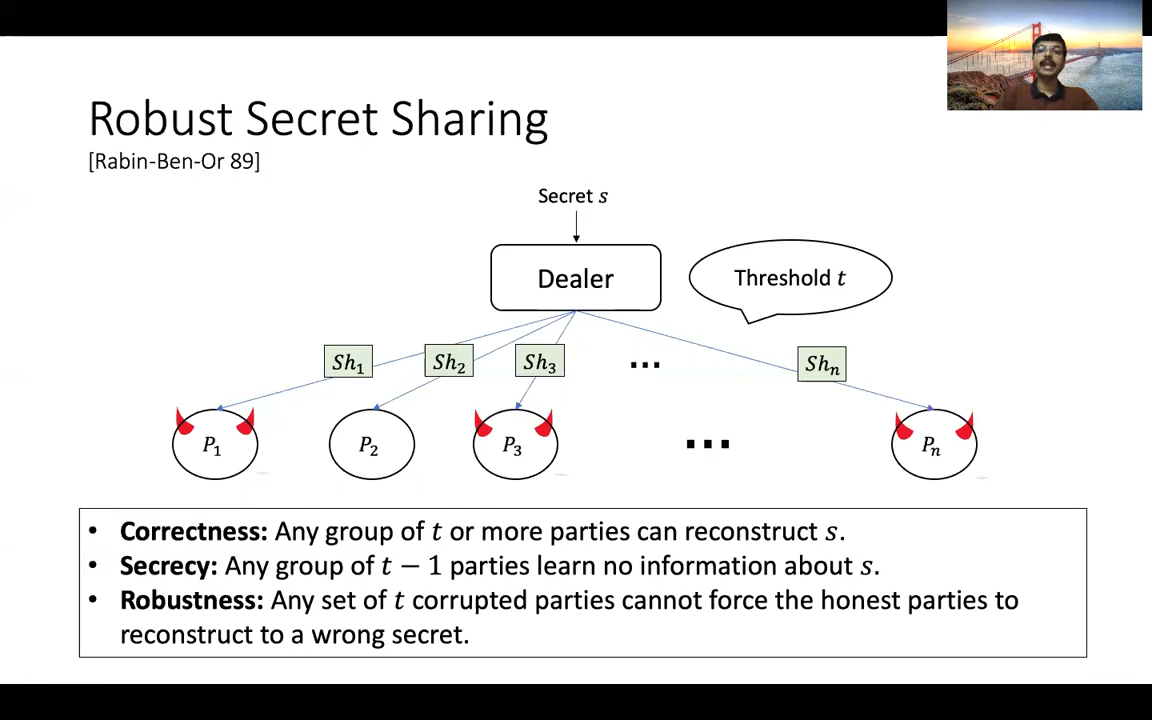 Robust Secret Sharing
[Rabin-Ben-Or 89]
Secret s
Dealer
Threshold t
Sh₁ Sh₂ Sh₃ ... Shₙ
P₁ P₂ P₃ ... Pₙ
• Correctness: Any group of t or more parties can reconstruct s.
• Secrecy: Any group of t − 1 parties learn no information about s.
• Robustness: Any set of t corrupted parties cannot force the honest parties to
reconstruct to a wrong secret.